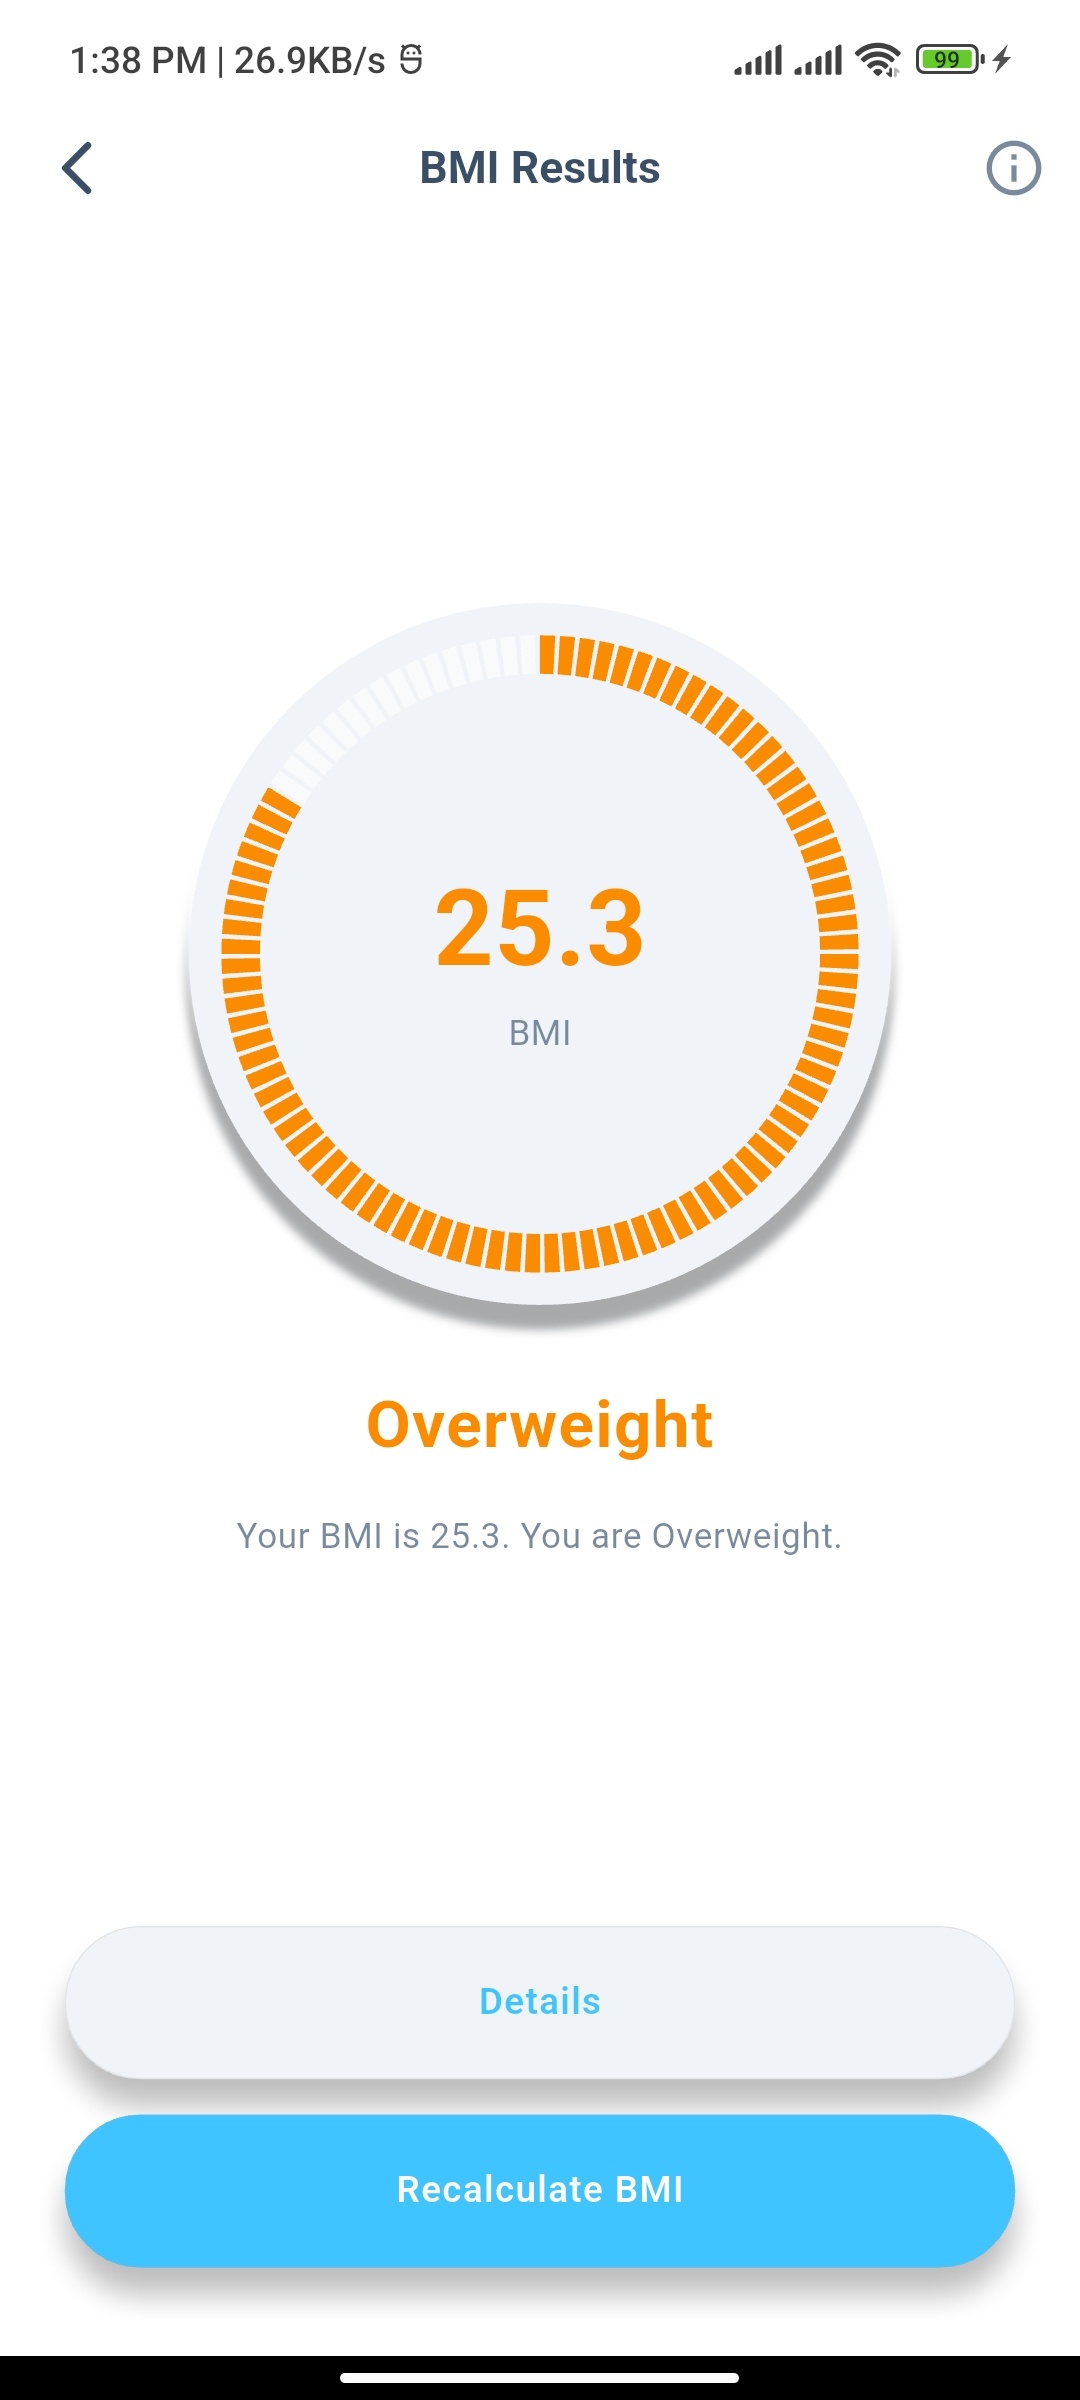 1:38 PM | 26.9KB/s
99
BMI Results
25.3
BMI
Overweight
Your BMI is 25.3. You are Overweight.
Details
Recalculate BMI